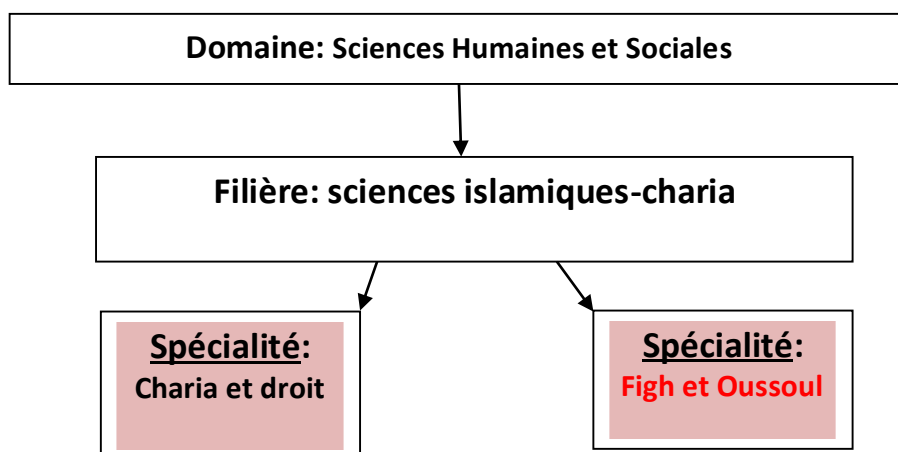 Domaine: Sciences Humaines et Sociales
Filière: sciences islamiques-charia
Spécialité:
Charia et droit
Spécialité:
Figh et Oussoul